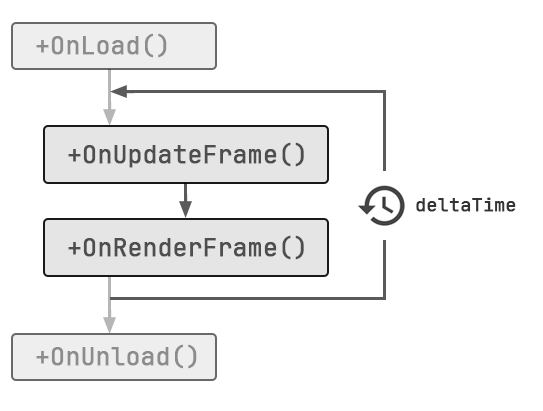 +OnLoad()
+OnUpdateFrame()
deltaTime
+OnRenderFrame()
+OnUnload()